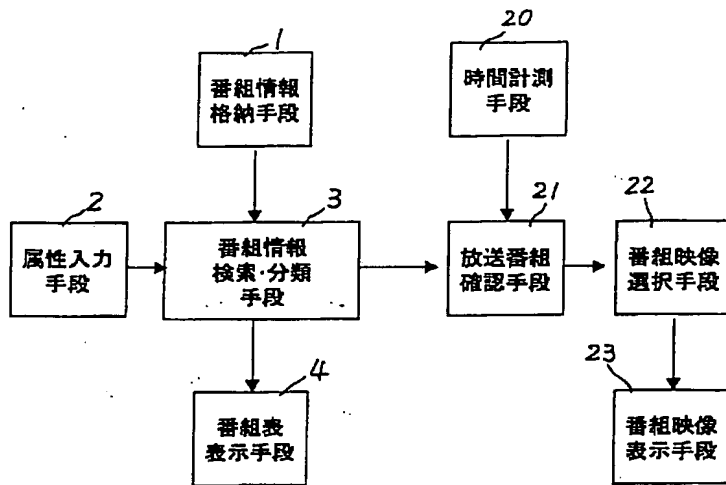 1
番組情報
格納手段
20
時間計測
手段
2
属性入力
手段
3
番組情報
検索・分類
手段
21
放送番組
確認手段
22
番組映像
選択手段
4
番組表
表示手段
23
番組映像
表示手段